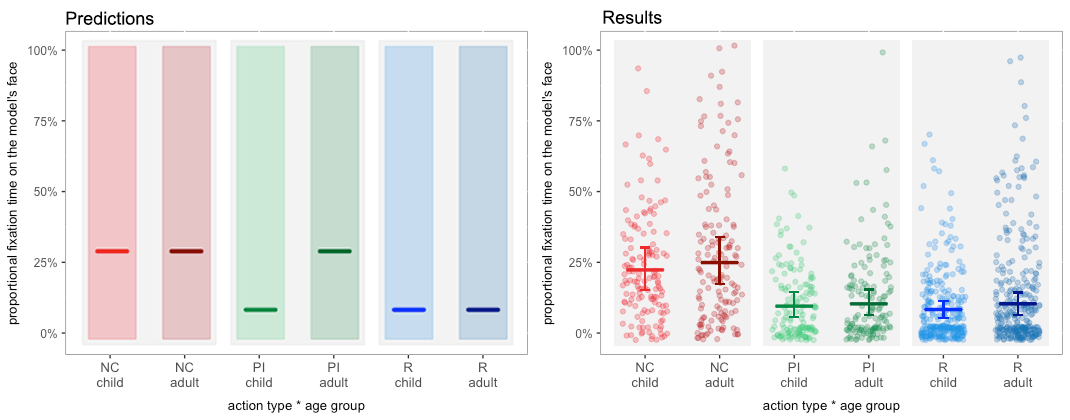 Predictions
proportional fixation time on the model's face
100%
75%
50%
25%
0%
NC child
NC adult
PI child
PI adult
R child
R adult
action type * age group
Results
proportional fixation time on the model's face
100%
75%
50%
25%
0%
NC child
NC adult
PI child
PI adult
R child
R adult
action type * age group